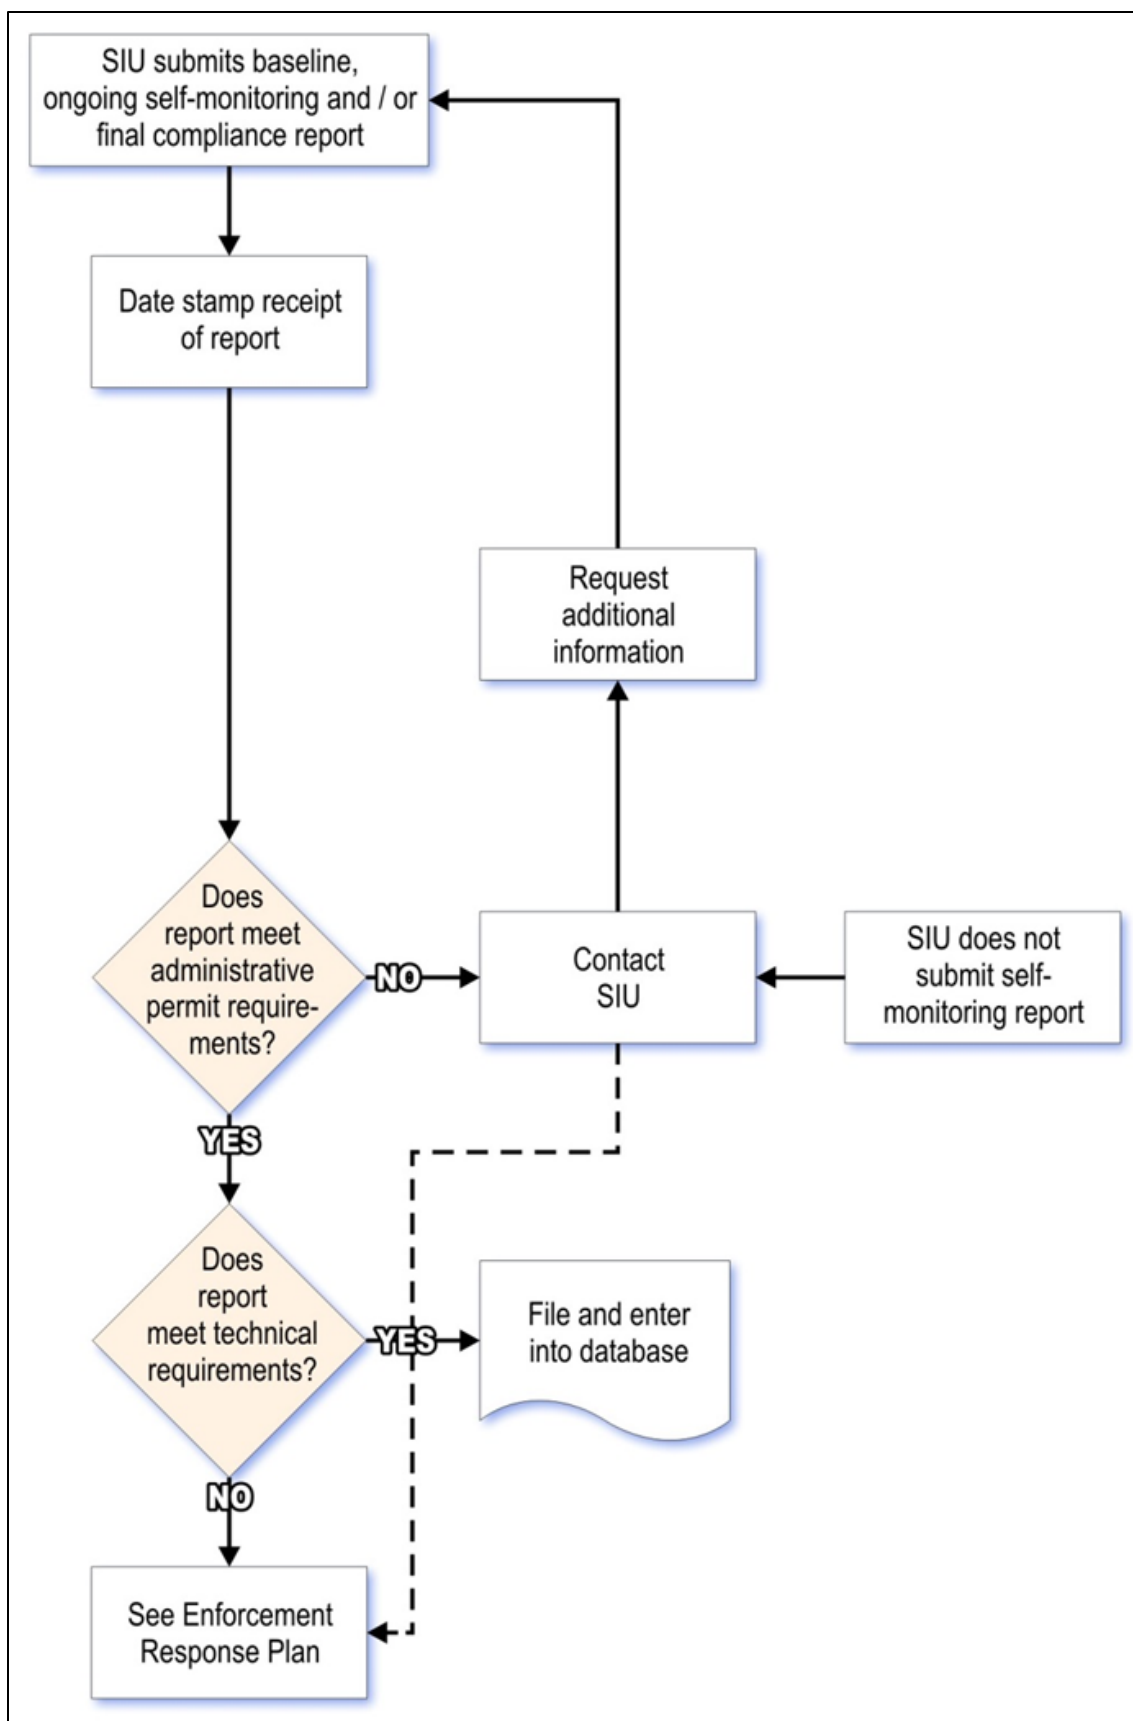 SIU submits baseline,
ongoing self-monitoring and / or
final compliance report
Date stamp receipt
of report
Request
additional
information
Does
report meet
administrative
permit require-
ments?
NO
Contact
SIU
SIU does not
submit self-
monitoring report
YES
Does
report
meet technical
requirements?
YES
File and enter
into database
NO
See Enforcement
Response Plan